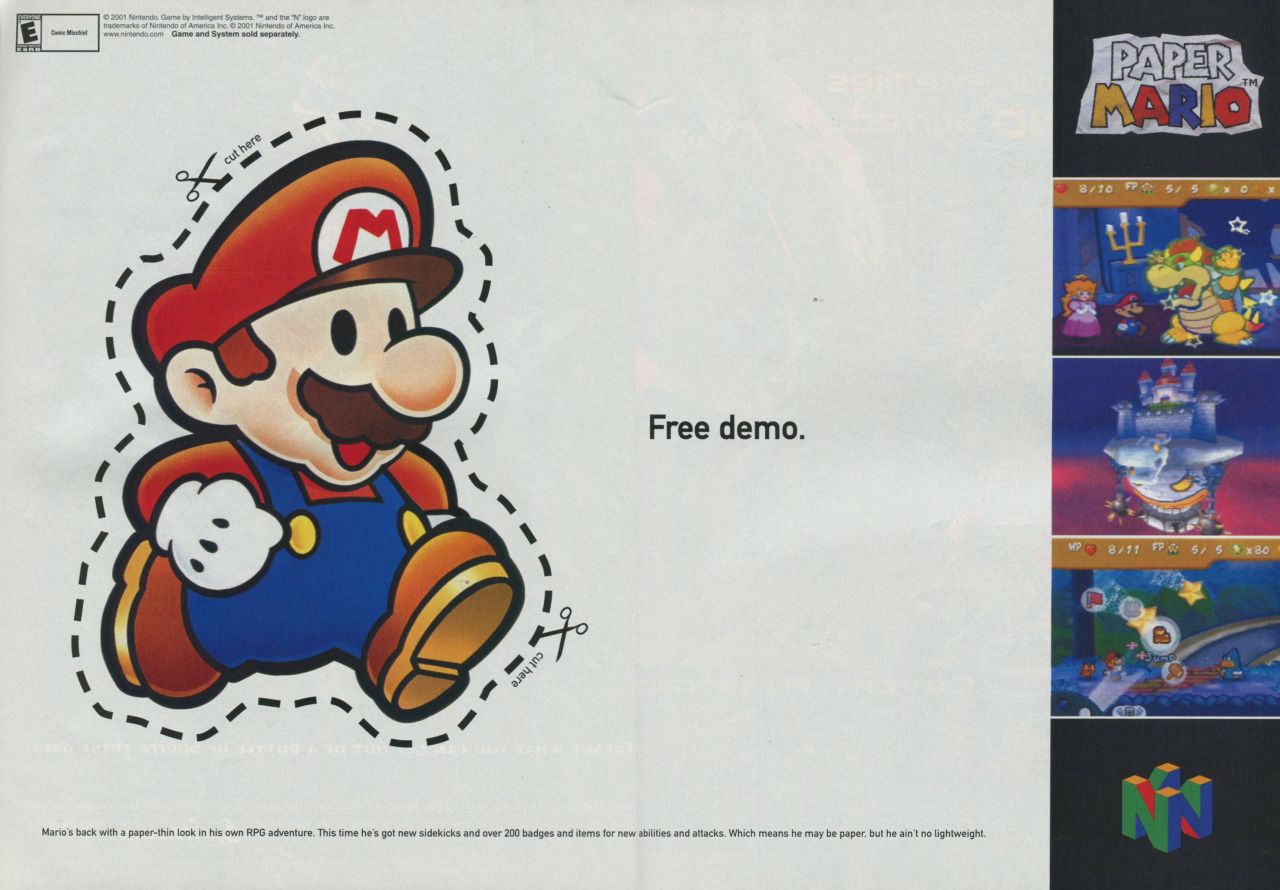 EVERYONE
E
ESRB
Comic Mischief
© 2001 Nintendo. Game by Intelligent Systems. ™ and the "N" logo are
trademarks of Nintendo of America Inc. © 2001 Nintendo of America Inc.
www.nintendo.com Game and System sold separately.
PAPER
MARIO™
cut here
M
8/10 FP 5/5 x 0 x
Free demo.
HP 8/11 FP 5/5 x80
Jump
cut here
Mario's back with a paper-thin look in his own RPG adventure. This time he's got new sidekicks and over 200 badges and items for new abilities and attacks. Which means he may be paper, but he ain't no lightweight.
N